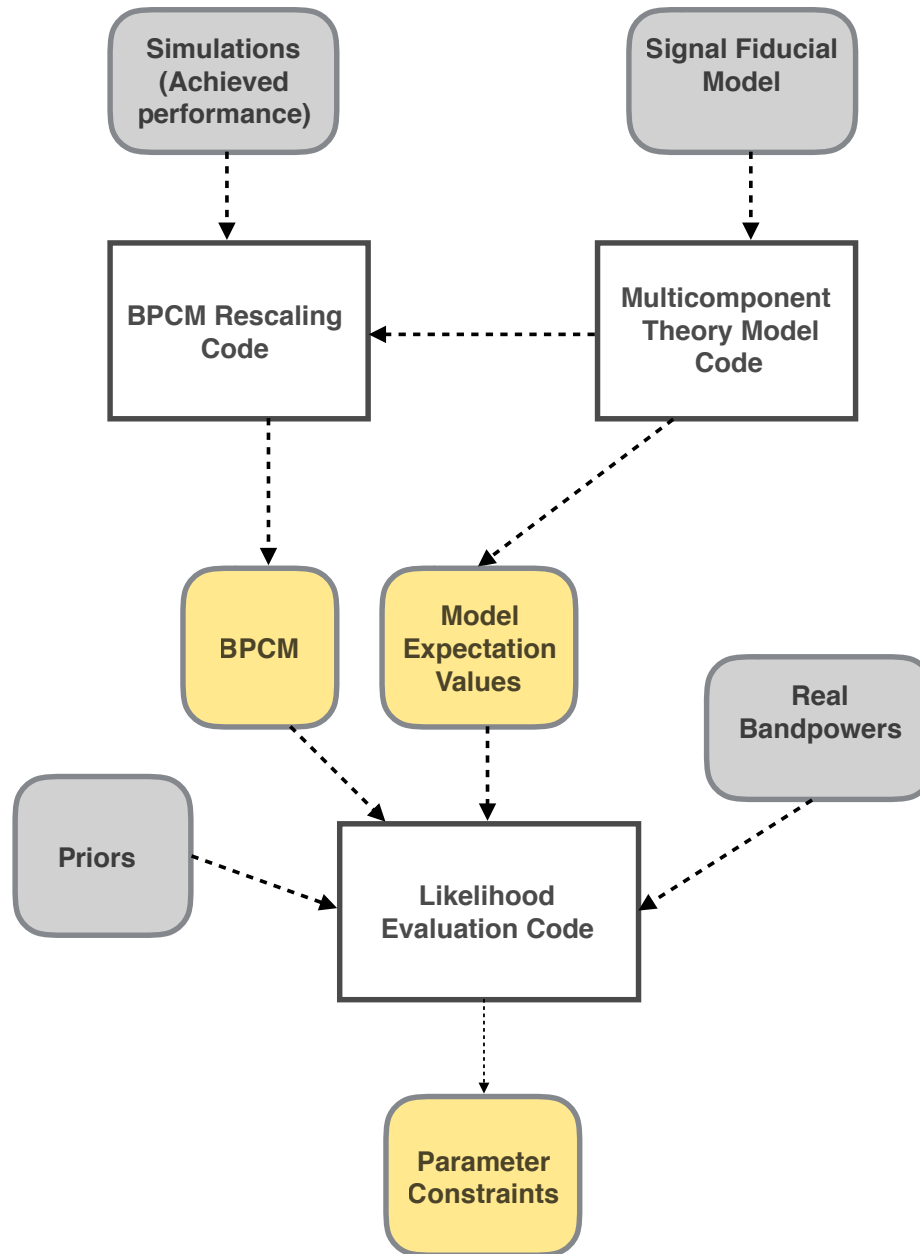 Simulations
(Achieved
performance)
Signal Fiducial
Model
BPCM Rescaling
Code
Multicomponent
Theory Model
Code
BPCM
Model
Expectation
Values
Real
Bandpowers
Priors
Likelihood
Evaluation Code
Parameter
Constraints